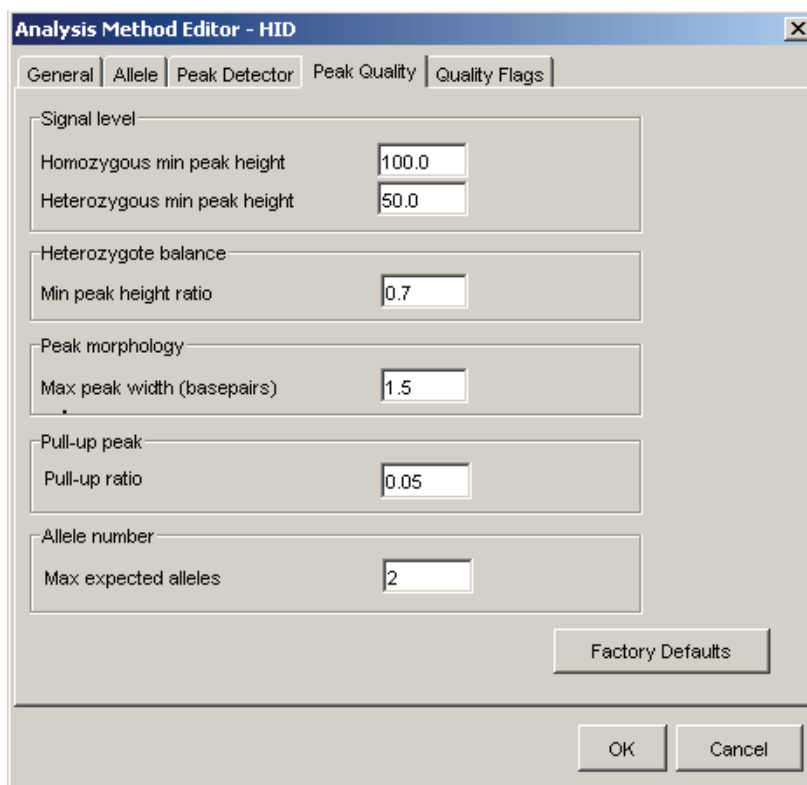 Analysis Method Editor - HID
General Allele Peak Detector Peak Quality Quality Flags
Signal level
Homozygous min peak height 100.0
Heterozygous min peak height 50.0
Heterozygote balance
Min peak height ratio 0.7
Peak morphology
Max peak width (basepairs) 1.5
Pull-up peak
Pull-up ratio 0.05
Allele number
Max expected alleles 2
Factory Defaults
OK Cancel